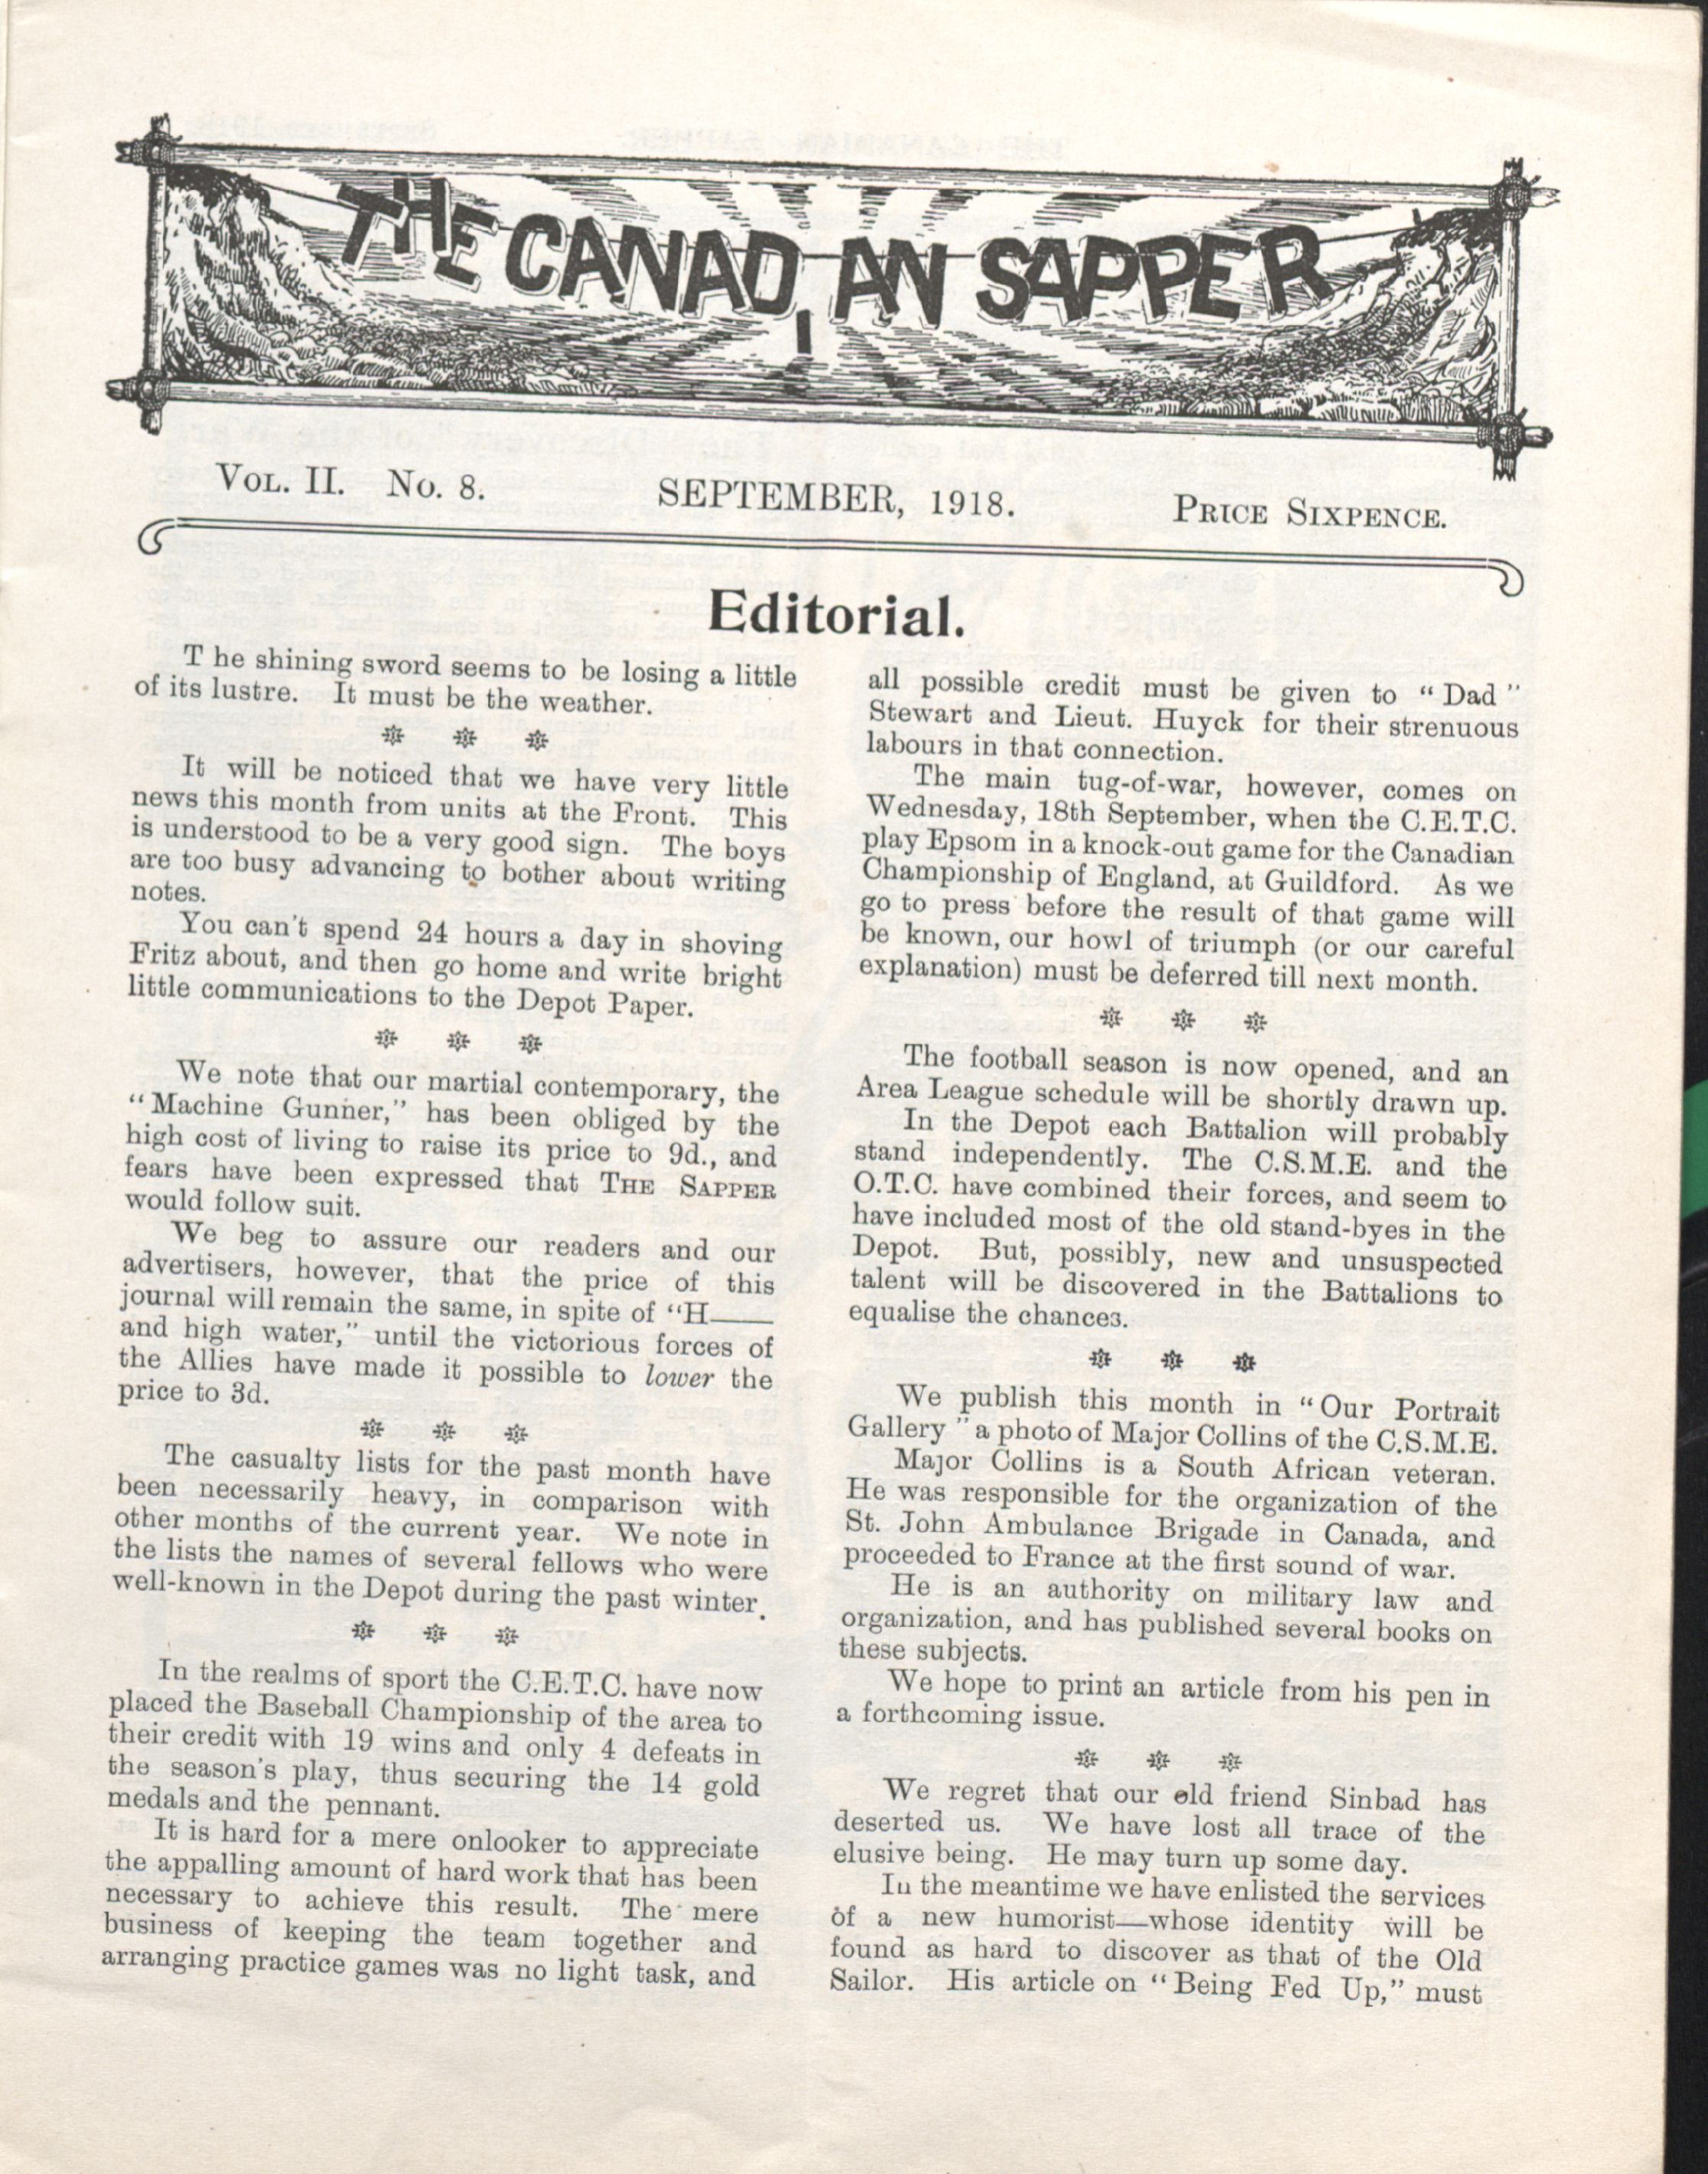 THE CANADIAN SAPPER
VOL. II. No. 8. SEPTEMBER, 1918. PRICE SIXPENCE.
Editorial.
T he shining sword seems to be losing a little
of its lustre. It must be the weather.
It will be noticed that we have very little
news this month from units at the Front. This
is understood to be a very good sign. The boys
are too busy advancing to bother about writing
notes.
You can't spend 24 hours a day in shoving
Fritz about, and then go home and write bright
little communications to the Depot Paper.
We note that our martial contemporary, the
"Machine Gunner," has been obliged by the
high cost of living to raise its price to 9d., and
fears have been expressed that THE SAPPER
would follow suit.
We beg to assure our readers and our
advertisers, however, that the price of this
journal will remain the same, in spite of "H——
and high water," until the victorious forces of
the Allies have made it possible to lower the
price to 3d.
The casualty lists for the past month have
been necessarily heavy, in comparison with
other months of the current year. We note in
the lists the names of several fellows who were
well-known in the Depot during the past winter.
In the realms of sport the C.E.T.C. have now
placed the Baseball Championship of the area to
their credit with 19 wins and only 4 defeats in
the season's play, thus securing the 14 gold
medals and the pennant.
It is hard for a mere onlooker to appreciate
the appalling amount of hard work that has been
necessary to achieve this result. The mere
business of keeping the team together and
arranging practice games was no light task, and
all possible credit must be given to "Dad"
Stewart and Lieut. Huyck for their strenuous
labours in that connection.
The main tug-of-war, however, comes on
Wednesday, 18th September, when the C.E.T.C.
play Epsom in a knock-out game for the Canadian
Championship of England, at Guildford. As we
go to press before the result of that game will
be known, our howl of triumph (or our careful
explanation) must be deferred till next month.
The football season is now opened, and an
Area League schedule will be shortly drawn up.
In the Depot each Battalion will probably
stand independently. The C.S.M.E. and the
O.T.C. have combined their forces, and seem to
have included most of the old stand-byes in the
Depot. But, possibly, new and unsuspected
talent will be discovered in the Battalions to
equalise the chances.
We publish this month in "Our Portrait
Gallery" a photo of Major Collins of the C.S.M.E.
Major Collins is a South African veteran.
He was responsible for the organization of the
St. John Ambulance Brigade in Canada, and
proceeded to France at the first sound of war.
He is an authority on military law and
organization, and has published several books on
these subjects.
We hope to print an article from his pen in
a forthcoming issue.
We regret that our old friend Sinbad has
deserted us. We have lost all trace of the
elusive being. He may turn up some day.
In the meantime we have enlisted the services
of a new humorist—whose identity will be
found as hard to discover as that of the Old
Sailor. His article on "Being Fed Up," must